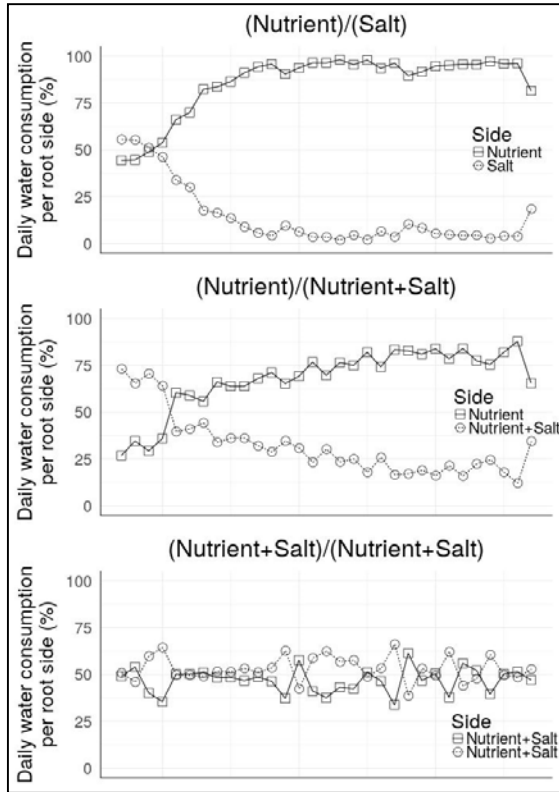 (Nutrient)/(Salt)
Daily water consumption
per root side (%)
100
75
50
25
0
Side
Nutrient
Salt
(Nutrient)/(Nutrient+Salt)
Daily water consumption
per root side (%)
100
75
50
25
0
Side
Nutrient
Nutrient+Salt
(Nutrient+Salt)/(Nutrient+Salt)
Daily water consumption
per root side (%)
100
75
50
25
0
Side
Nutrient+Salt
Nutrient+Salt